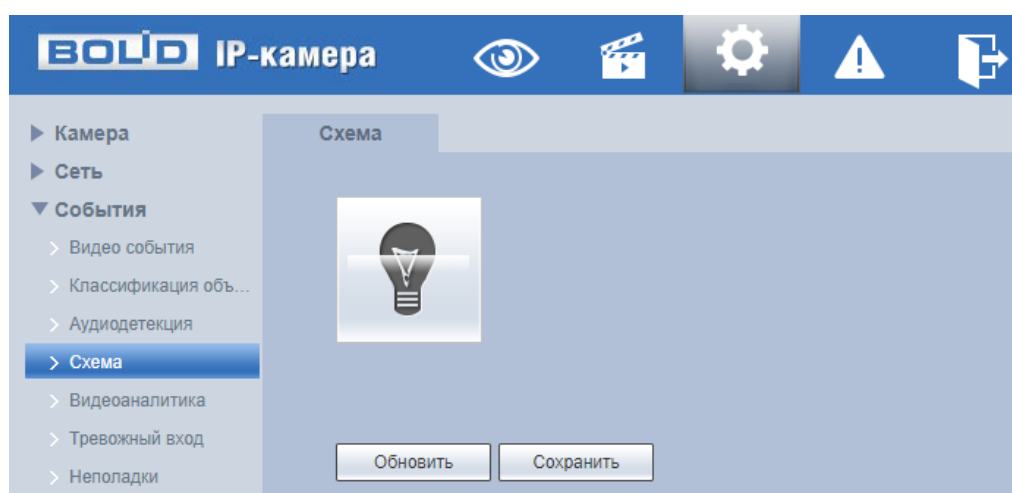 BOLID IP-камера
Камера
Сеть
События
Видео события
Классификация объ...
Аудиодетекция
Схема
Видеоаналитика
Тревожный вход
Неполадки
Схема
Обновить Сохранить